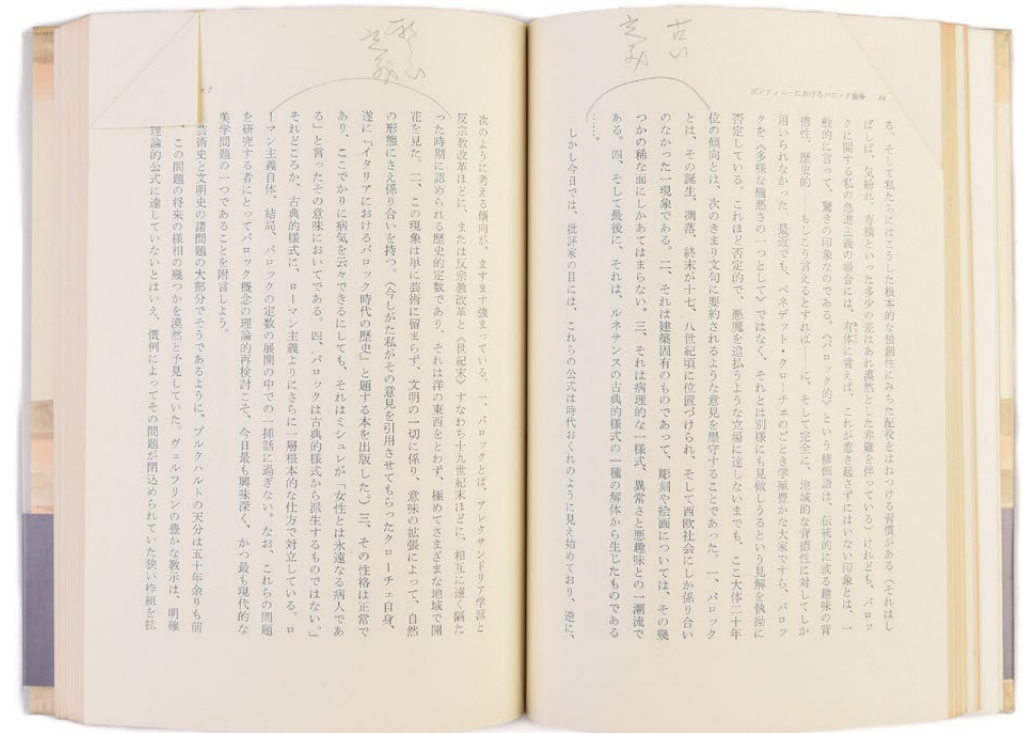 ポンティニーにおけるバロック論争 44
古い
る。そして私たちにはこうした根本的な独創性にみちた配役をはねつける習慣がある〈それはし
ばしば、気紛れ、専横といった多少の差はあれ漠然とした非難を伴っている〉けれども、バロッ
クに関する私の急進主義の場合には、有体に言えば、これが惹き起さずにはいない印象とは、一
般的に言って、驚きの印象なのである。《バロック的》という修飾語は、伝統的に或る趣味の背
徳性、歴史的——もしこう言えるとすれば——に、そして完全に、地域的な背徳性に対してしか
用いられなかった。最近でも、ベネデフト・クローチェのごとき学殖豊かな大家ですら、バロッ
クを《多様な醜悪さの一つとして》ではなく、それとは別様にも見做しうるという見解を執拗に
否定している。これほど否定的で、悪魔を追払うような立場に達しないまでも、ここ大体二十年
位の傾向とは、次のきまり文句に要約されるような意見を墨守することであった。一、バロック
とは、その誕生、凋落、終末が十七、八世紀頃に位置づけられ、そして西欧社会にしか係り合い
のなかった一現象である。二、それは建築固有のものであって、彫刻や絵画については、その幾
つかの稀な面にしかあてはまらない。三、それは病理的な一様式、異常さと悪趣味との一潮流で
ある。四、そして最後に、それは、ルネサンスの古典的様式の一種の解体から生じたものである
……。
しかし今日では、批評家の目には、これらの公式は時代おくれのように見え始めており、逆に、
次のように考える傾向が、ますます強まっている。一、バロックとは、アレクサンドリア学派と
反宗教改革ほどに、または反宗教改革と《世紀末》すなわち十九世紀末ほどに、相互に遠く隔た
った時期に認められる歴史的定数であり、それは洋の東西をとわず、極めてさまざまな地域で開
花を見た。二、この現象は単に芸術に留まらず、文明の一切に係り、意味の拡張によって、自然
の形態にさえ係り合いを持つ。（今しがた私がその意見を引用させてもらったクローチェ自身、
遂に『イタリアにおけるバロック時代の歴史』と題する本を出版した。）三、その性格は正常で
あり、ここでかりに病気を云々できるにしても、それはミシュレが「女性とは永遠なる病人であ
る」と言ったその意味においてである。四、バロックは古典的様式から派生するものではない。」
それどころか、古典的様式に、ローマン主義よりにさらに一層根本的な仕方で対立している。ロ
ーマン主義自体、結局、バロックの定数の展開の中での一挿話に過ぎない。なお、これらの問題
を研究する者にとってバロック概念の理論的再検討こそ、今日最も興味深く、かつ最も現代的な
美学問題の一つであることを附言しよう。
芸術史と文明史の諸問題の大部分でそうであるように、ブルクハルトの天分は五十年余りも前
、この問題の将来の様相の幾つかを漠然と予見していた。ヴェルフリンの豊かな教示は、明確
理論的公式に達していないとはいえ、慣例によってその問題が閉込められていた狭い枠組を拡